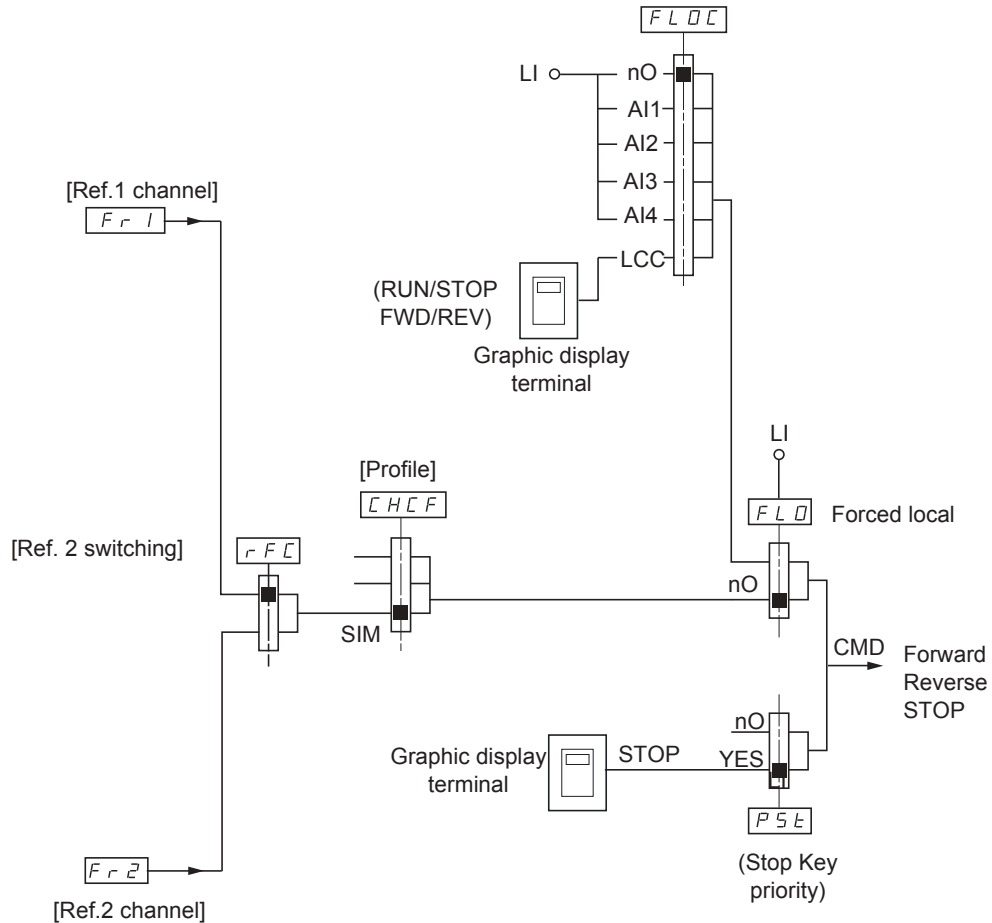 FLOC
LI
nO
AI1
AI2
AI3
AI4
LCC
[Ref.1 channel]
Fr1
(RUN/STOP
FWD/REV)
Graphic display
terminal
LI
[Profile]
CHCF
FLO
Forced local
[Ref. 2 switching]
rFC
nO
SIM
CMD
Forward
Reverse
STOP
nO
Graphic display
terminal
STOP
YES
LI
PSt
(Stop Key
priority)
Fr2
[Ref.2 channel]